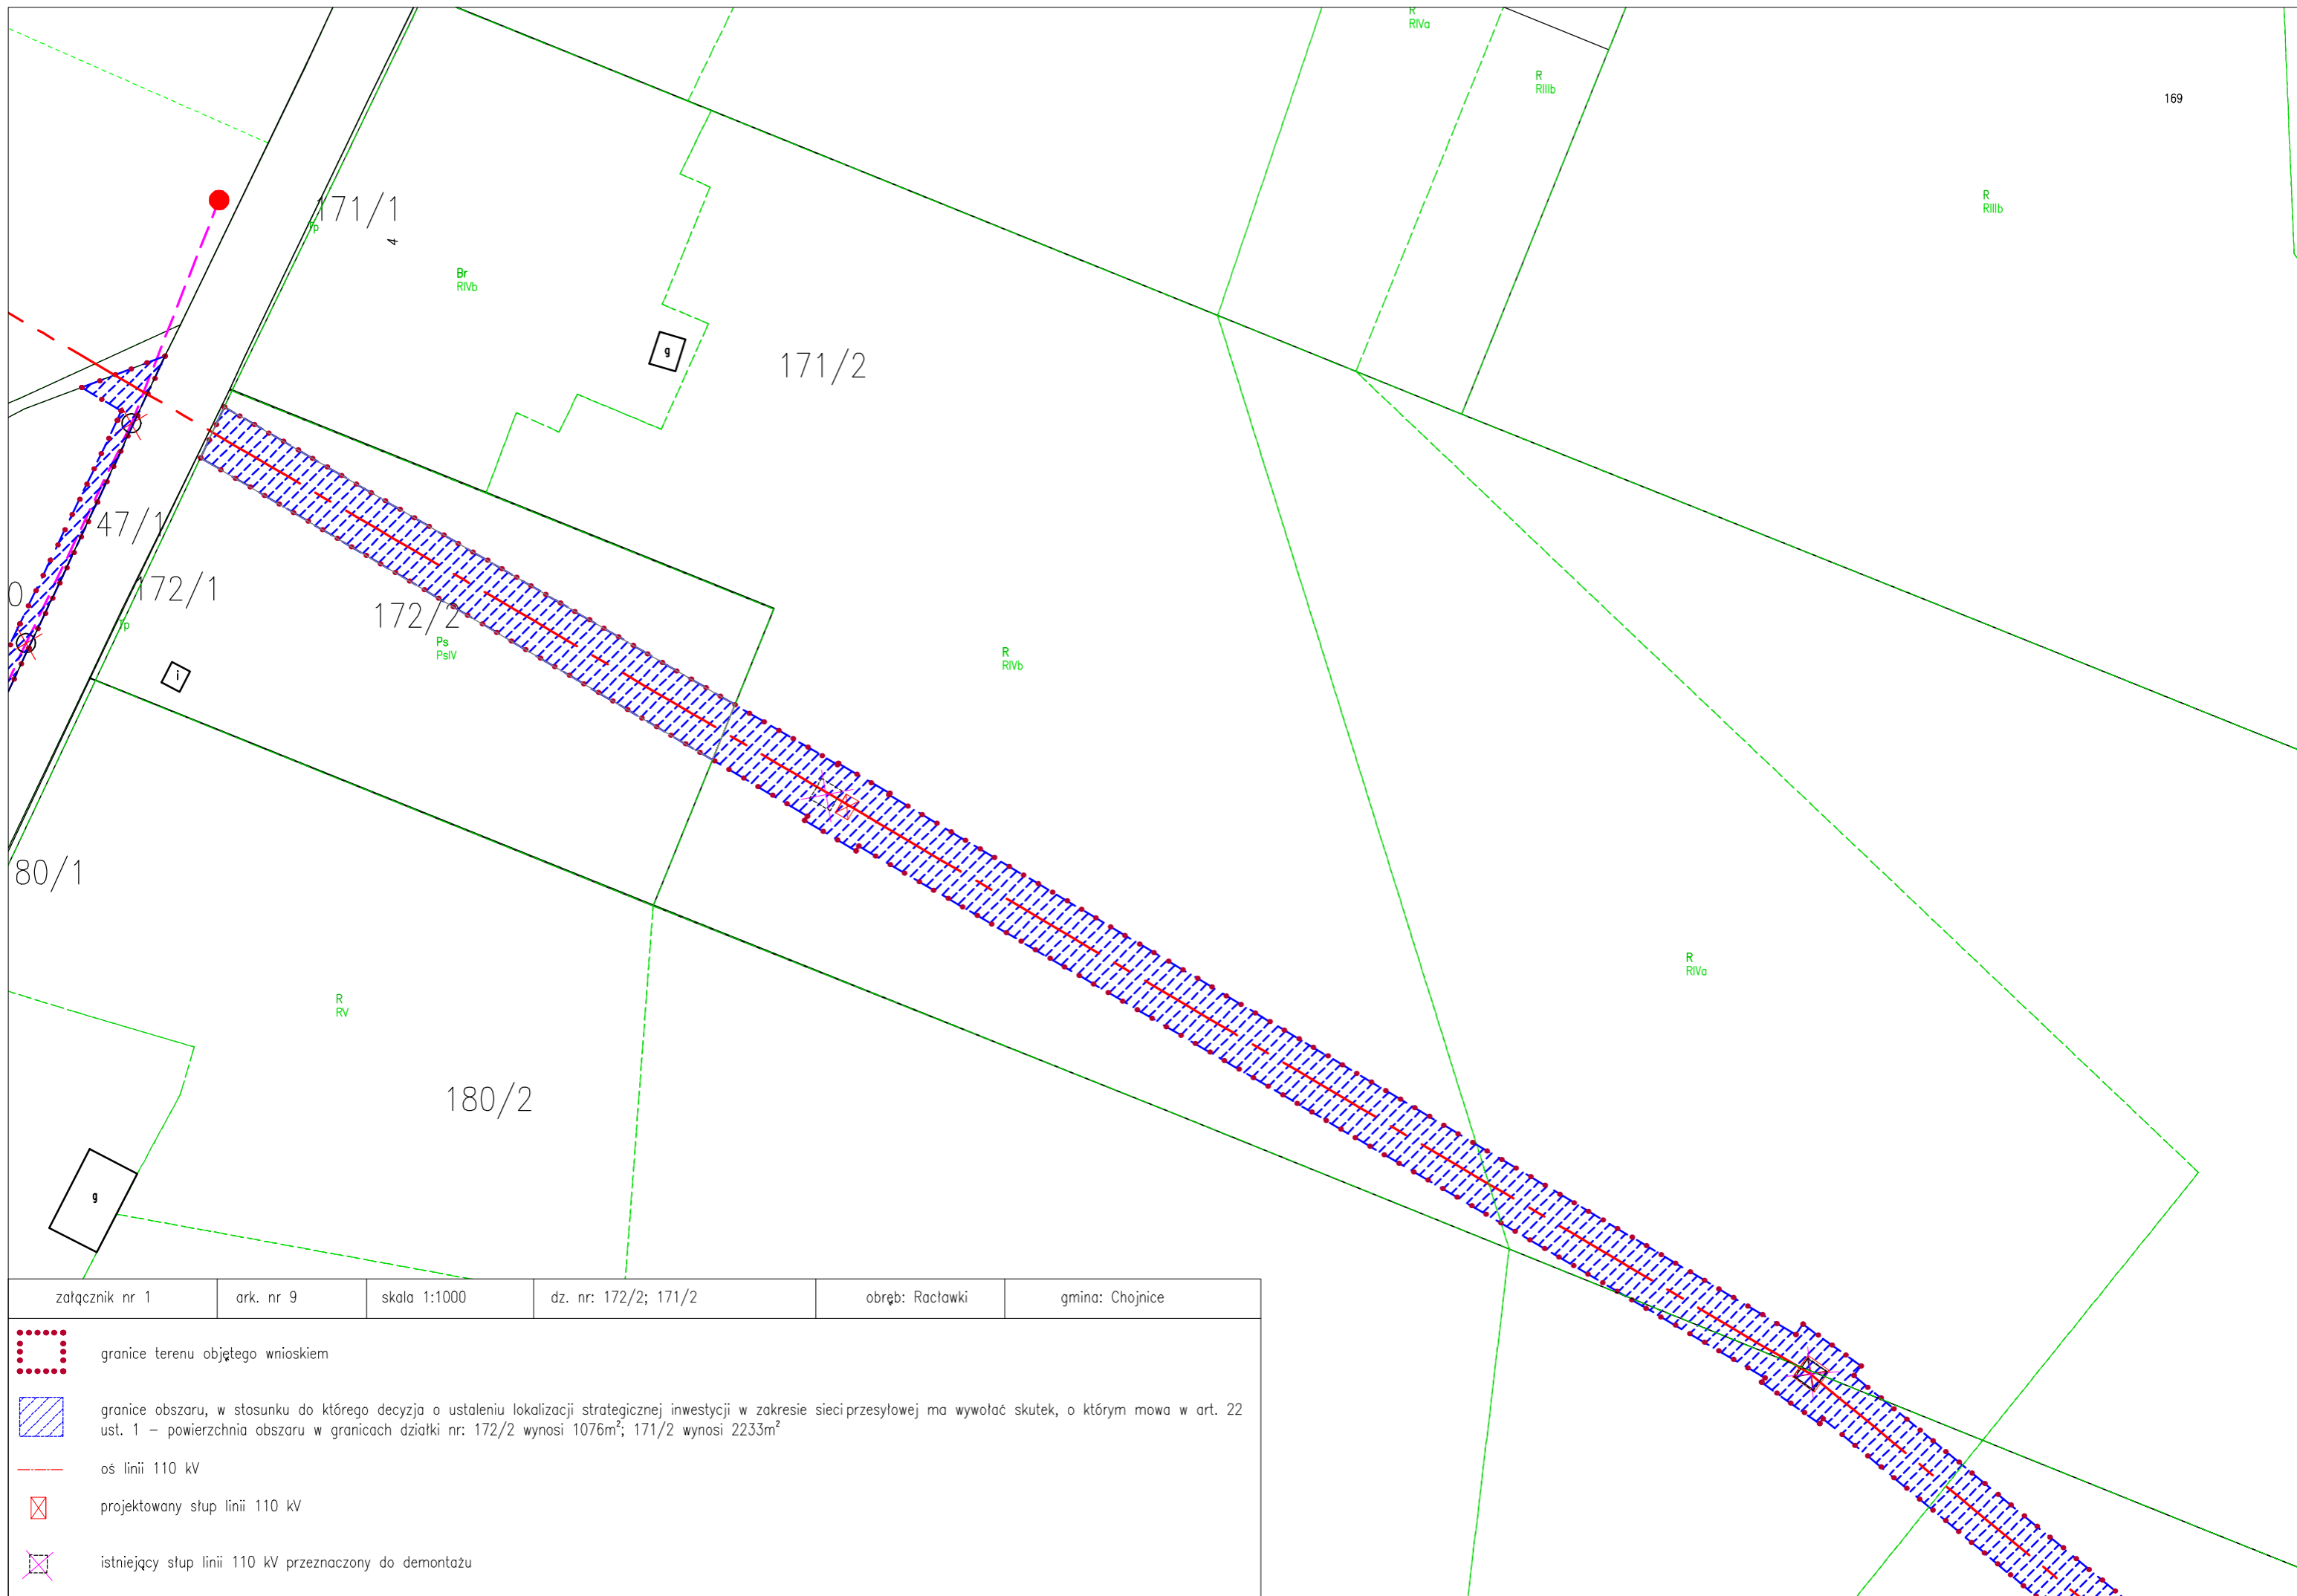 R
RIVa
R
RIIIb
169
R
RIIIb
171/1
Tp
4
Br
RIVb
g
171/2
47/1
0
172/1
Tp
172/2
Ps
PsIV
i
R
RIVb
80/1
R
RIVa
R
RV
180/2
g
załącznik nr 1
ark. nr 9
skala 1:1000
dz. nr: 172/2; 171/2
obręb: Racławki
gmina: Chojnice
granice terenu objętego wnioskiem
granice obszaru, w stosunku do którego decyzja o ustaleniu lokalizacji strategicznej inwestycji w zakresie sieci przesyłowej ma wywołać skutek, o którym mowa w art. 22
ust. 1 – powierzchnia obszaru w granicach działki nr: 172/2 wynosi 1076m²; 171/2 wynosi 2233m²
oś linii 110 kV
projektowany słup linii 110 kV
istniejący słup linii 110 kV przeznaczony do demontażu